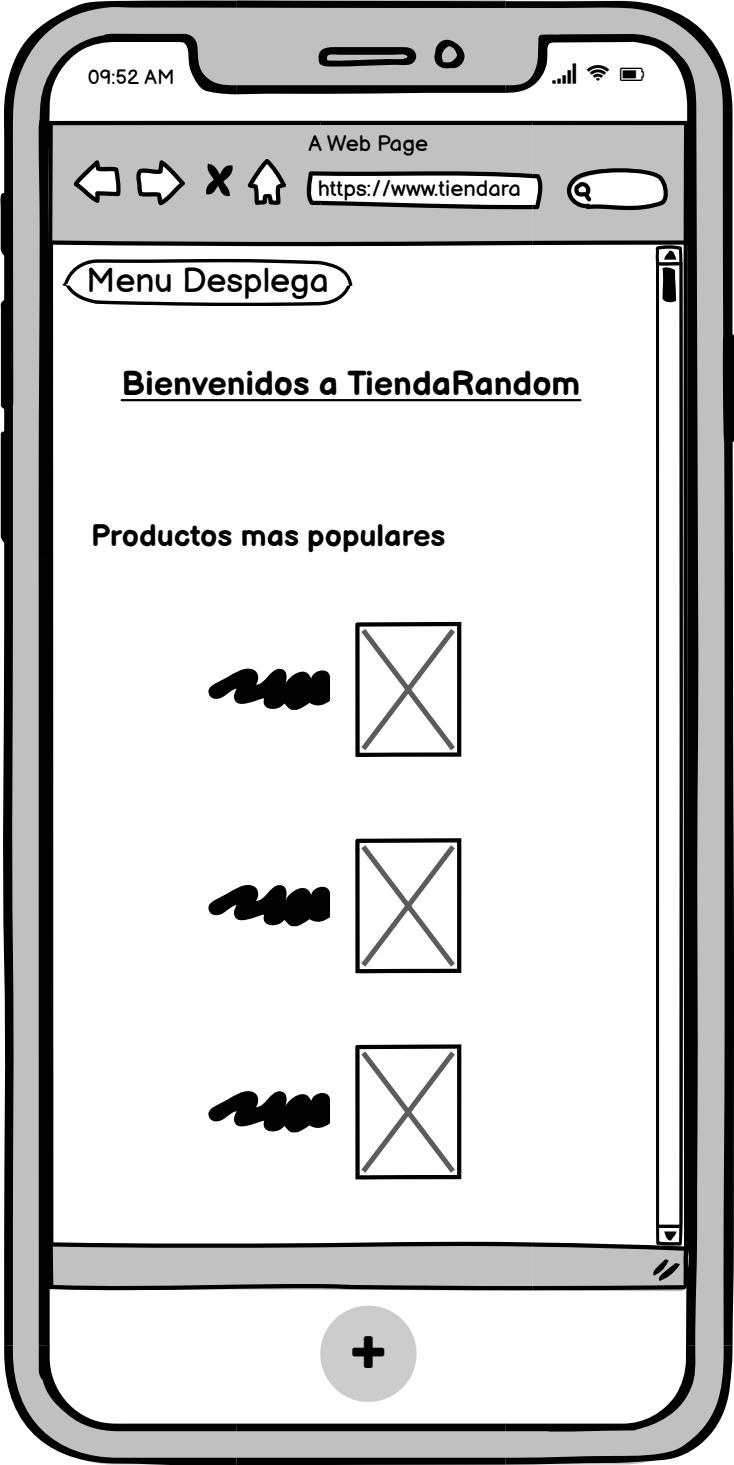 09:52 AM
A Web Page
https://www.tiendara
Menu Desplega
Bienvenidos a TiendaRandom
Productos mas populares